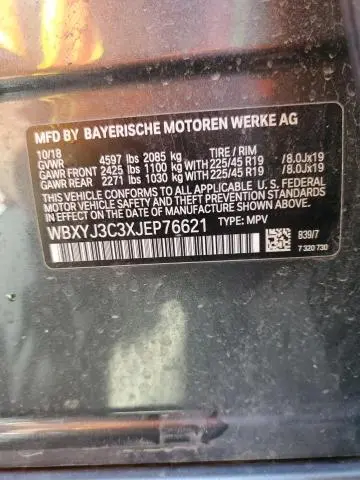 MFD BY BAYERISCHE MOTOREN WERKE AG
10/18 TIRE / RIM
GVWR 4597 lbs 2085 kg
GAWR FRONT 2425 lbs 1100 KG WITH 225/45 R19 /8.0Jx19
GAWR REAR 2271 lbs 1030 KG WITH 225/45 R19 /8.0Jx19
THIS VEHICLE CONFORMS TO ALL APPLICABLE U.S. FEDERAL
MOTOR VEHICLE SAFETY, BUMPER, AND THEFT PREVENTION
STANDARDS IN EFFECT ON THE DATE OF MANUFACTURE SHOWN ABOVE.
WBXYJ3C3XJEP76621 TYPE: MPV
B39/7
7 320 730